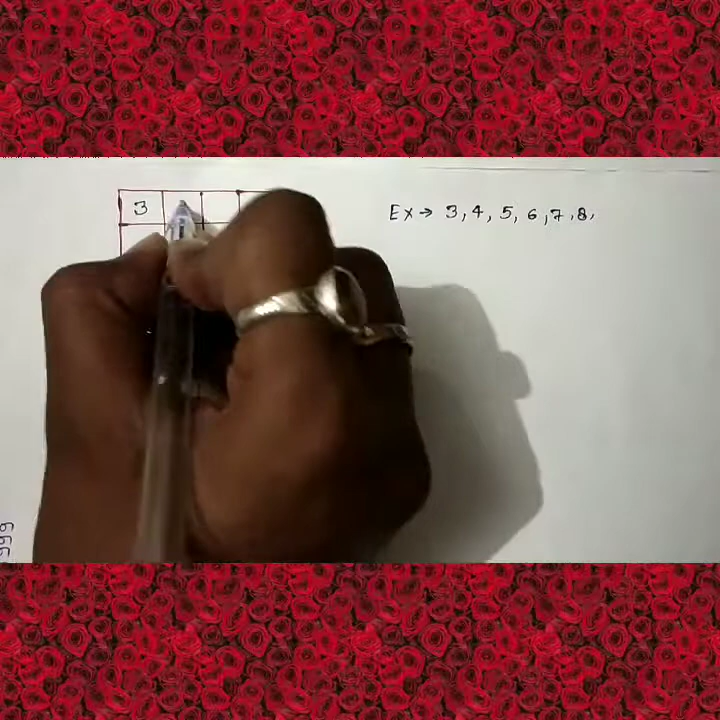 3
Ex → 3, 4, 5, 6, 7, 8,